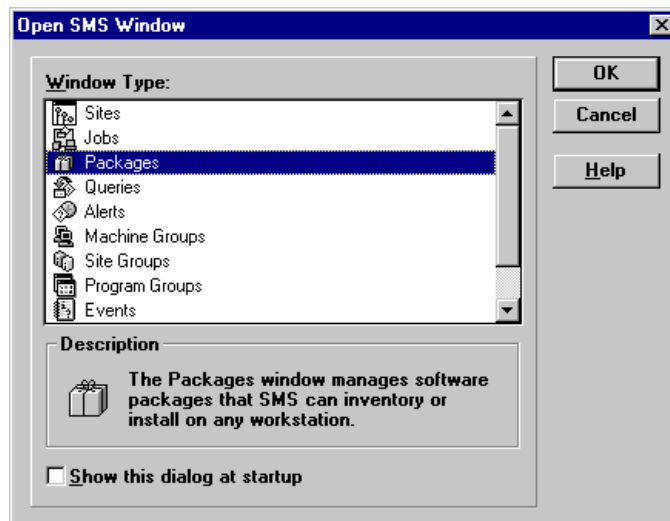 Open SMS Window
Window Type:
Sites
Jobs
Packages
Queries
Alerts
Machine Groups
Site Groups
Program Groups
Events
Description
The Packages window manages software
packages that SMS can inventory or
install on any workstation.
Show this dialog at startup
OK
Cancel
Help